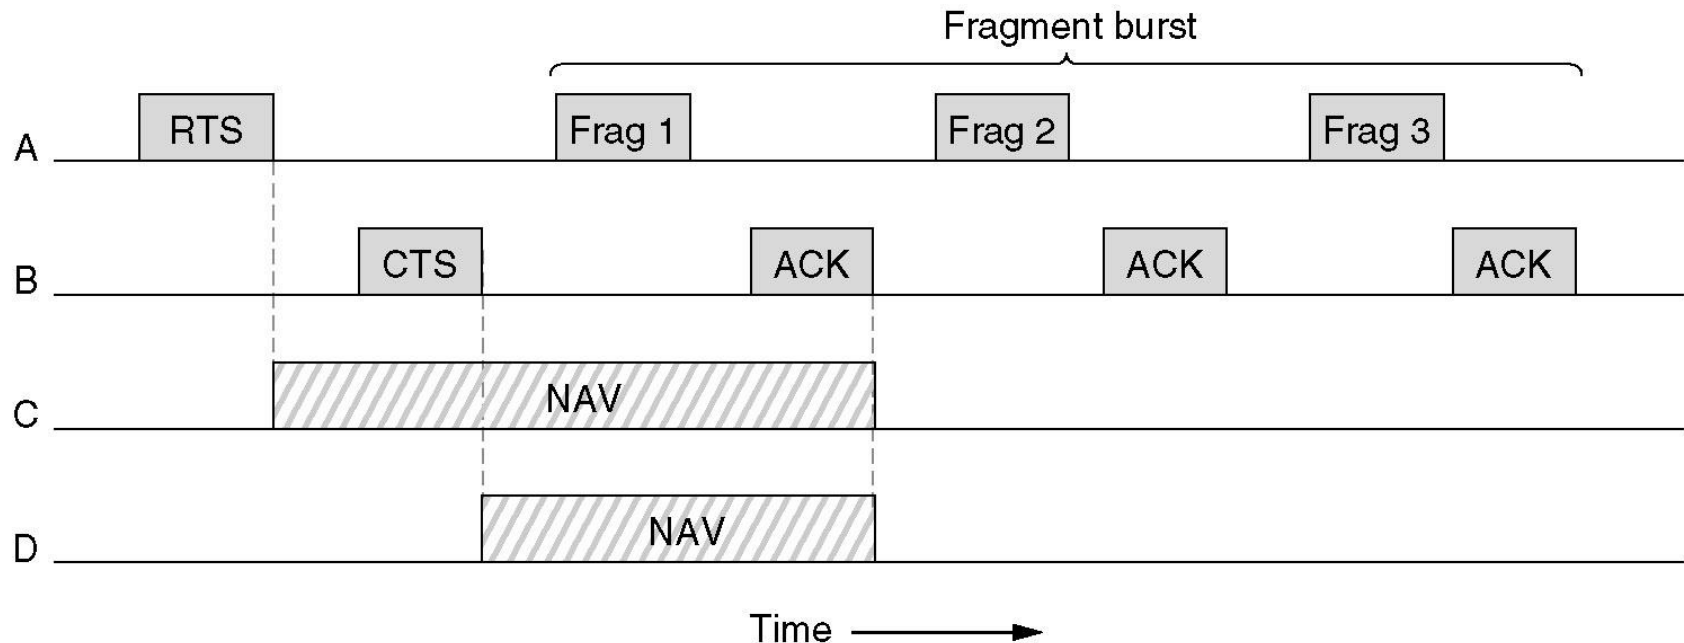 Fragment burst
A RTS Frag 1 Frag 2 Frag 3
B CTS ACK ACK ACK
C NAV
D NAV
Time